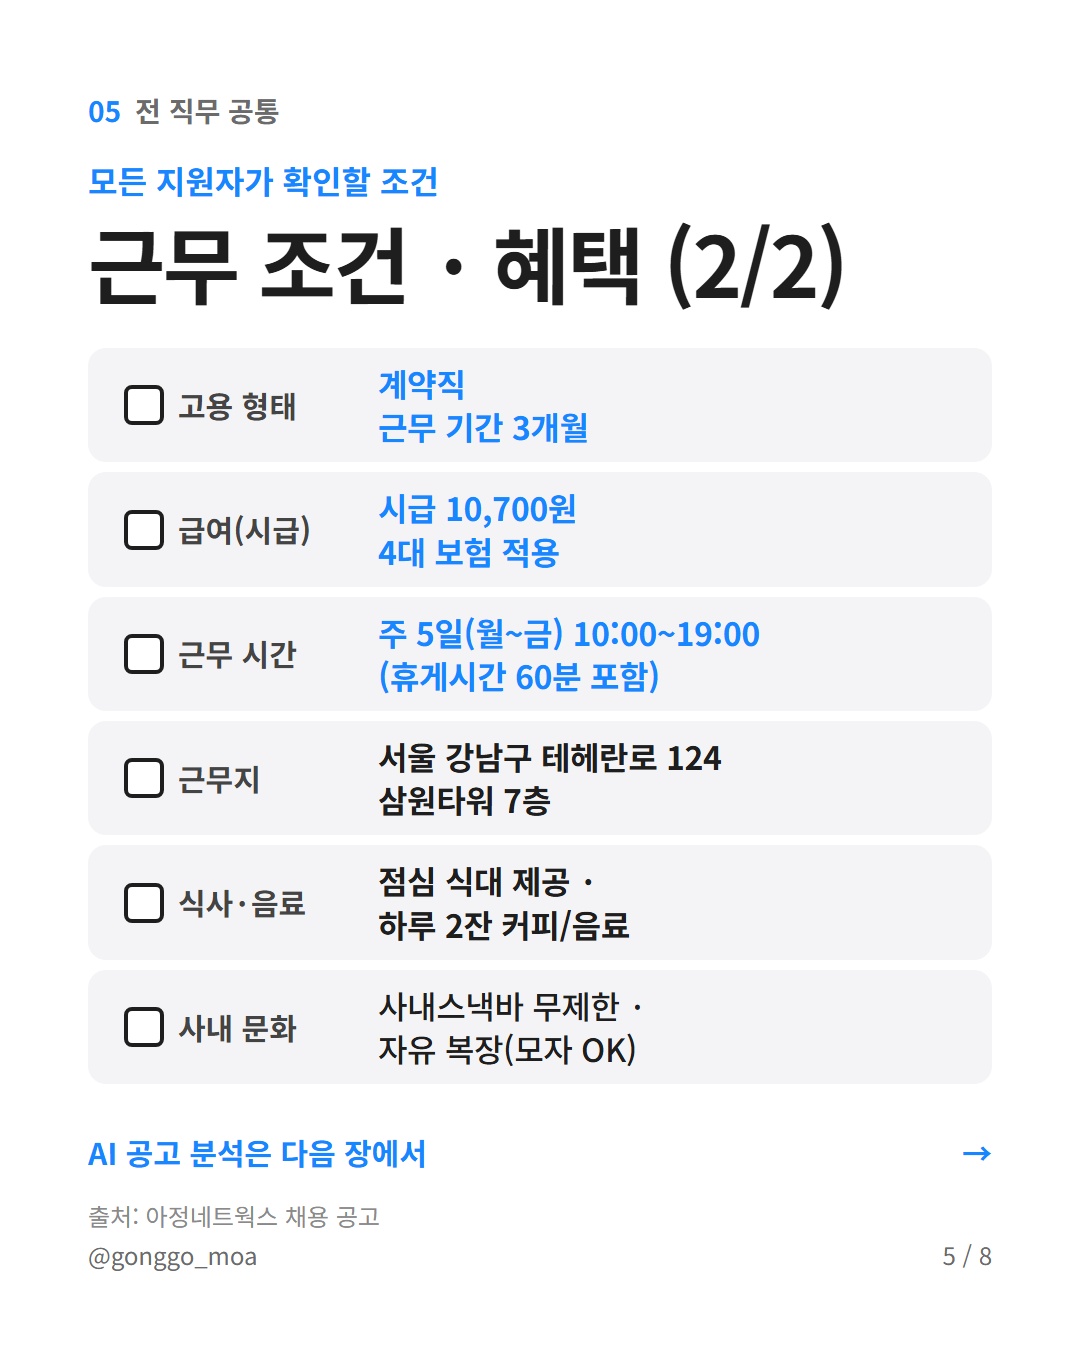 05 전 직무 공통
모든 지원자가 확인할 조건
근무 조건 · 혜택 (2/2)
고용 형태
계약직
근무 기간 3개월
급여(시급)
시급 10,700원
4대 보험 적용
근무 시간
주 5일(월~금) 10:00~19:00
(휴게시간 60분 포함)
근무지
서울 강남구 테헤란로 124
삼원타워 7층
식사·음료
점심 식대 제공 ·
하루 2잔 커피/음료
사내 문화
사내스낵바 무제한 ·
자유 복장(모자 OK)
AI 공고 분석은 다음 장에서 →
출처: 아정네트웍스 채용 공고
@gonggo_moa
5 / 8